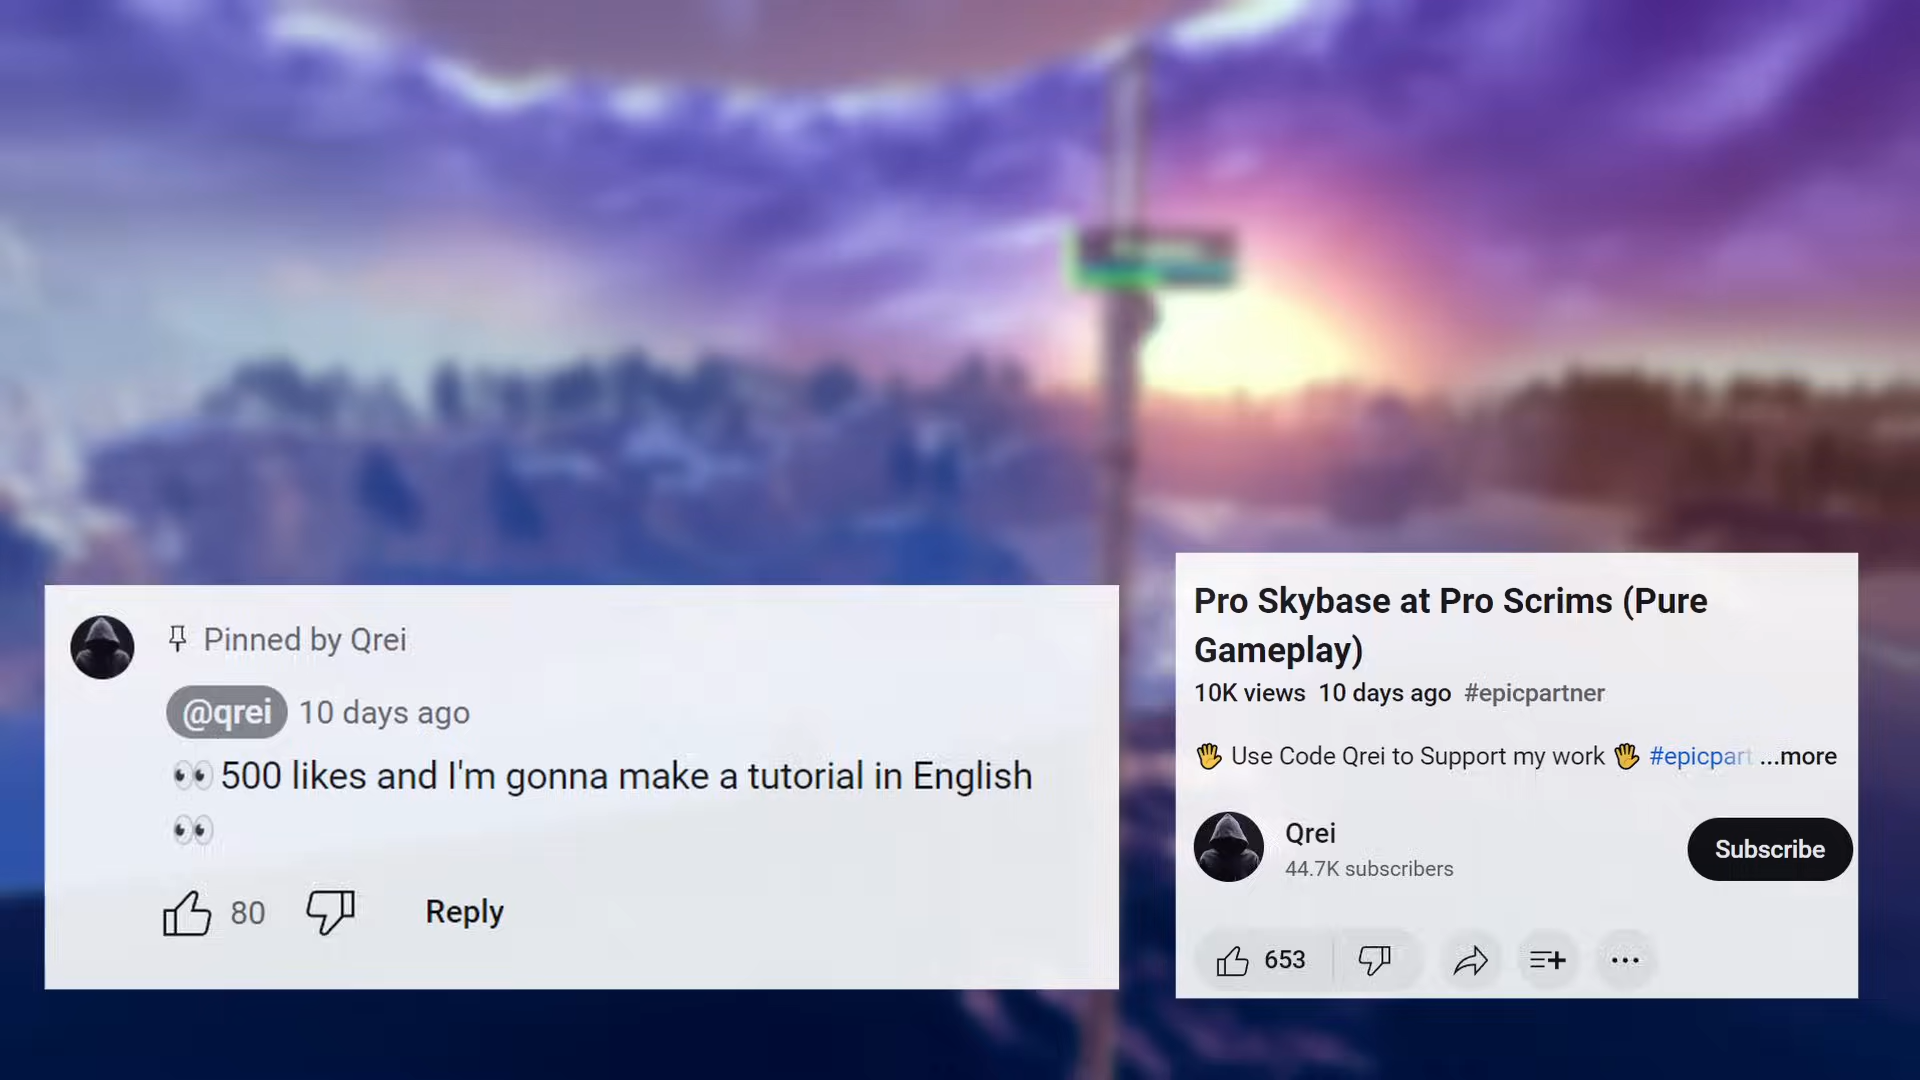 Pinned by Qrei
@qrei 10 days ago
👀 500 likes and I'm gonna make a tutorial in English
👀
80 Reply
Pro Skybase at Pro Scrims (Pure
Gameplay)
10K views 10 days ago #epicpartner
🖐 Use Code Qrei to Support my work 🖐 #epicpart ...more
Qrei
44.7K subscribers
Subscribe
653